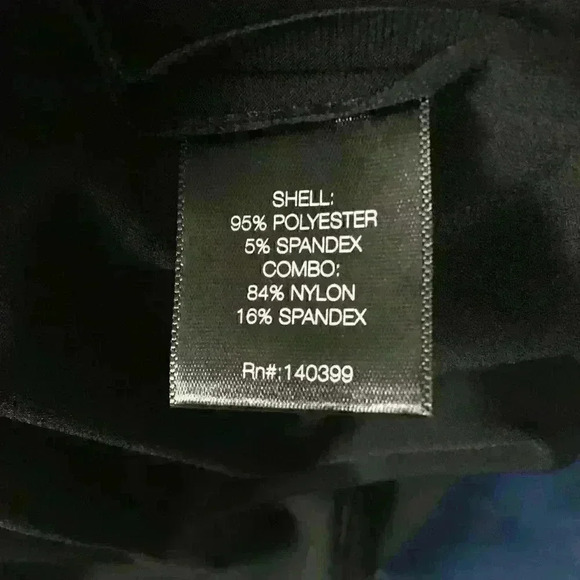 SHELL:
95% POLYESTER
5% SPANDEX
COMBO:
84% NYLON
16% SPANDEX
Rn#:140399